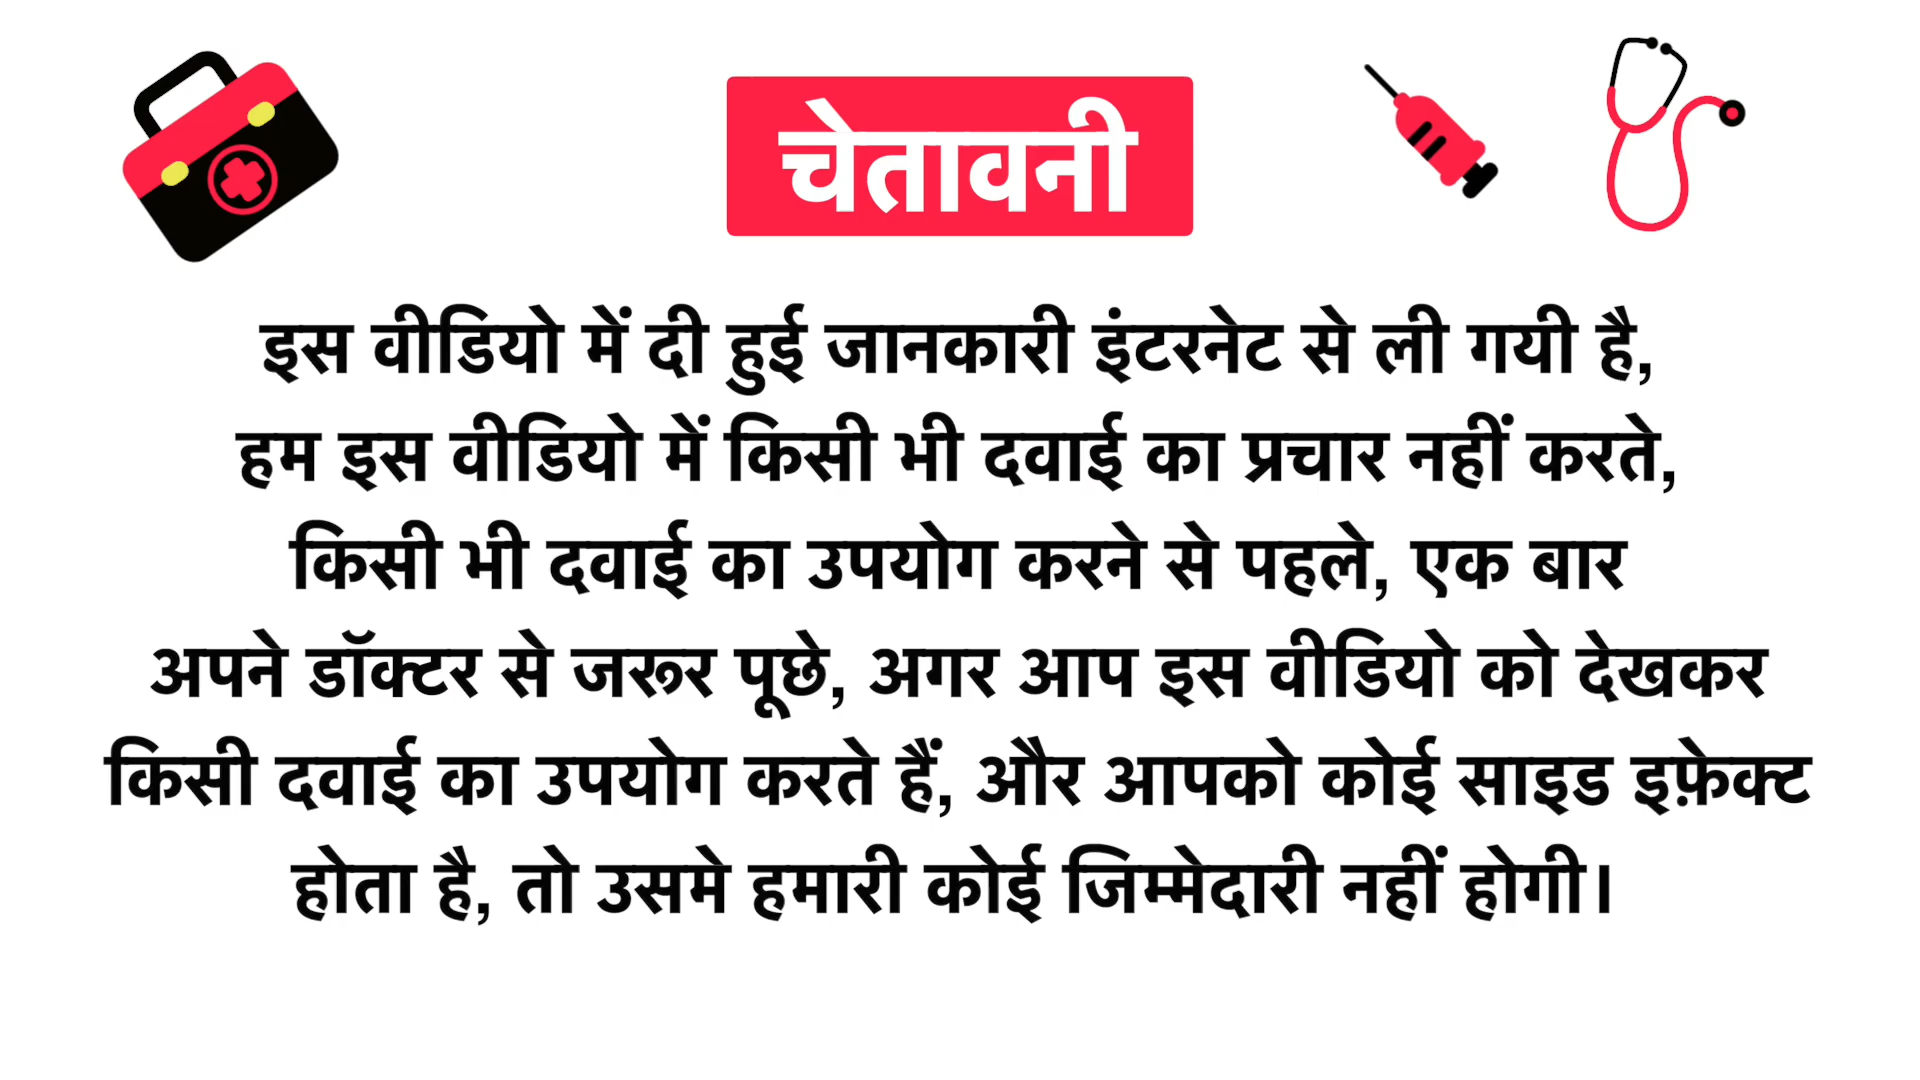 चेतावनी
इस वीडियो में दी हुई जानकारी इंटरनेट से ली गयी है,
हम इस वीडियो में किसी भी दवाई का प्रचार नहीं करते,
किसी भी दवाई का उपयोग करने से पहले, एक बार
अपने डॉक्टर से जरूर पूछे, अगर आप इस वीडियो को देखकर
किसी दवाई का उपयोग करते हैं, और आपको कोई साइड इफ़ेक्ट
होता है, तो उसमे हमारी कोई जिम्मेदारी नहीं होगी।